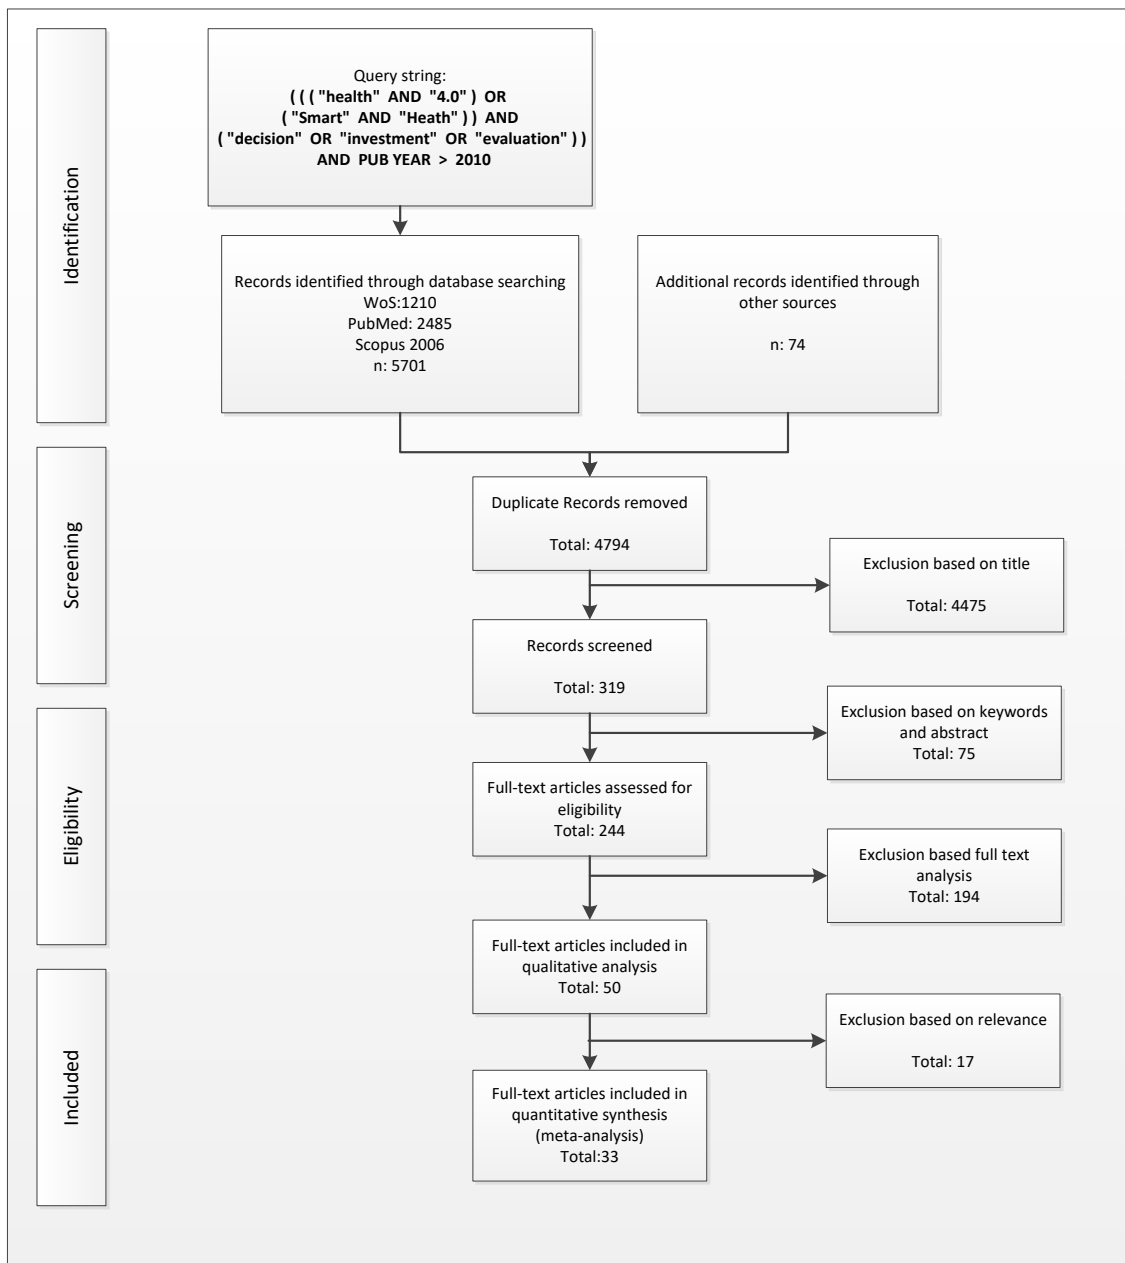 Identification
Query string:
( ( ( "health" AND "4.0" ) OR
( "Smart" AND "Heath" ) ) AND
( "decision" OR "investment" OR "evaluation" ) )
AND PUB YEAR > 2010
Records identified through database searching
WoS:1210
PubMed: 2485
Scopus 2006
n: 5701
Additional records identified through
other sources
n: 74
Screening
Duplicate Records removed
Total: 4794
Exclusion based on title
Total: 4475
Records screened
Total: 319
Exclusion based on keywords
and abstract
Total: 75
Eligibility
Full-text articles assessed for
eligibility
Total: 244
Exclusion based full text
analysis
Total: 194
Full-text articles included in
qualitative analysis
Total: 50
Included
Exclusion based on relevance
Total: 17
Full-text articles included in
quantitative synthesis
(meta-analysis)
Total:33